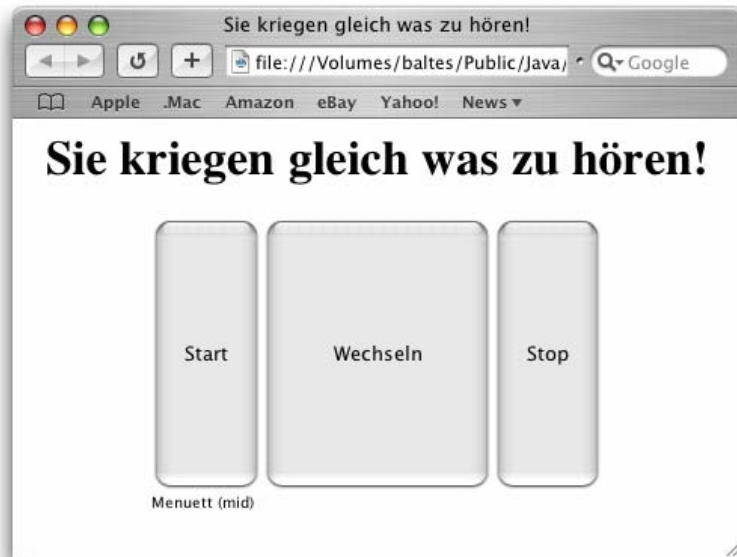 Sie kriegen gleich was zu hören!
file:///Volumes/baltes/Public/Java/ Google
Apple .Mac Amazon eBay Yahoo! News
Sie kriegen gleich was zu hören!
Start Wechseln Stop
Menuett (mid)